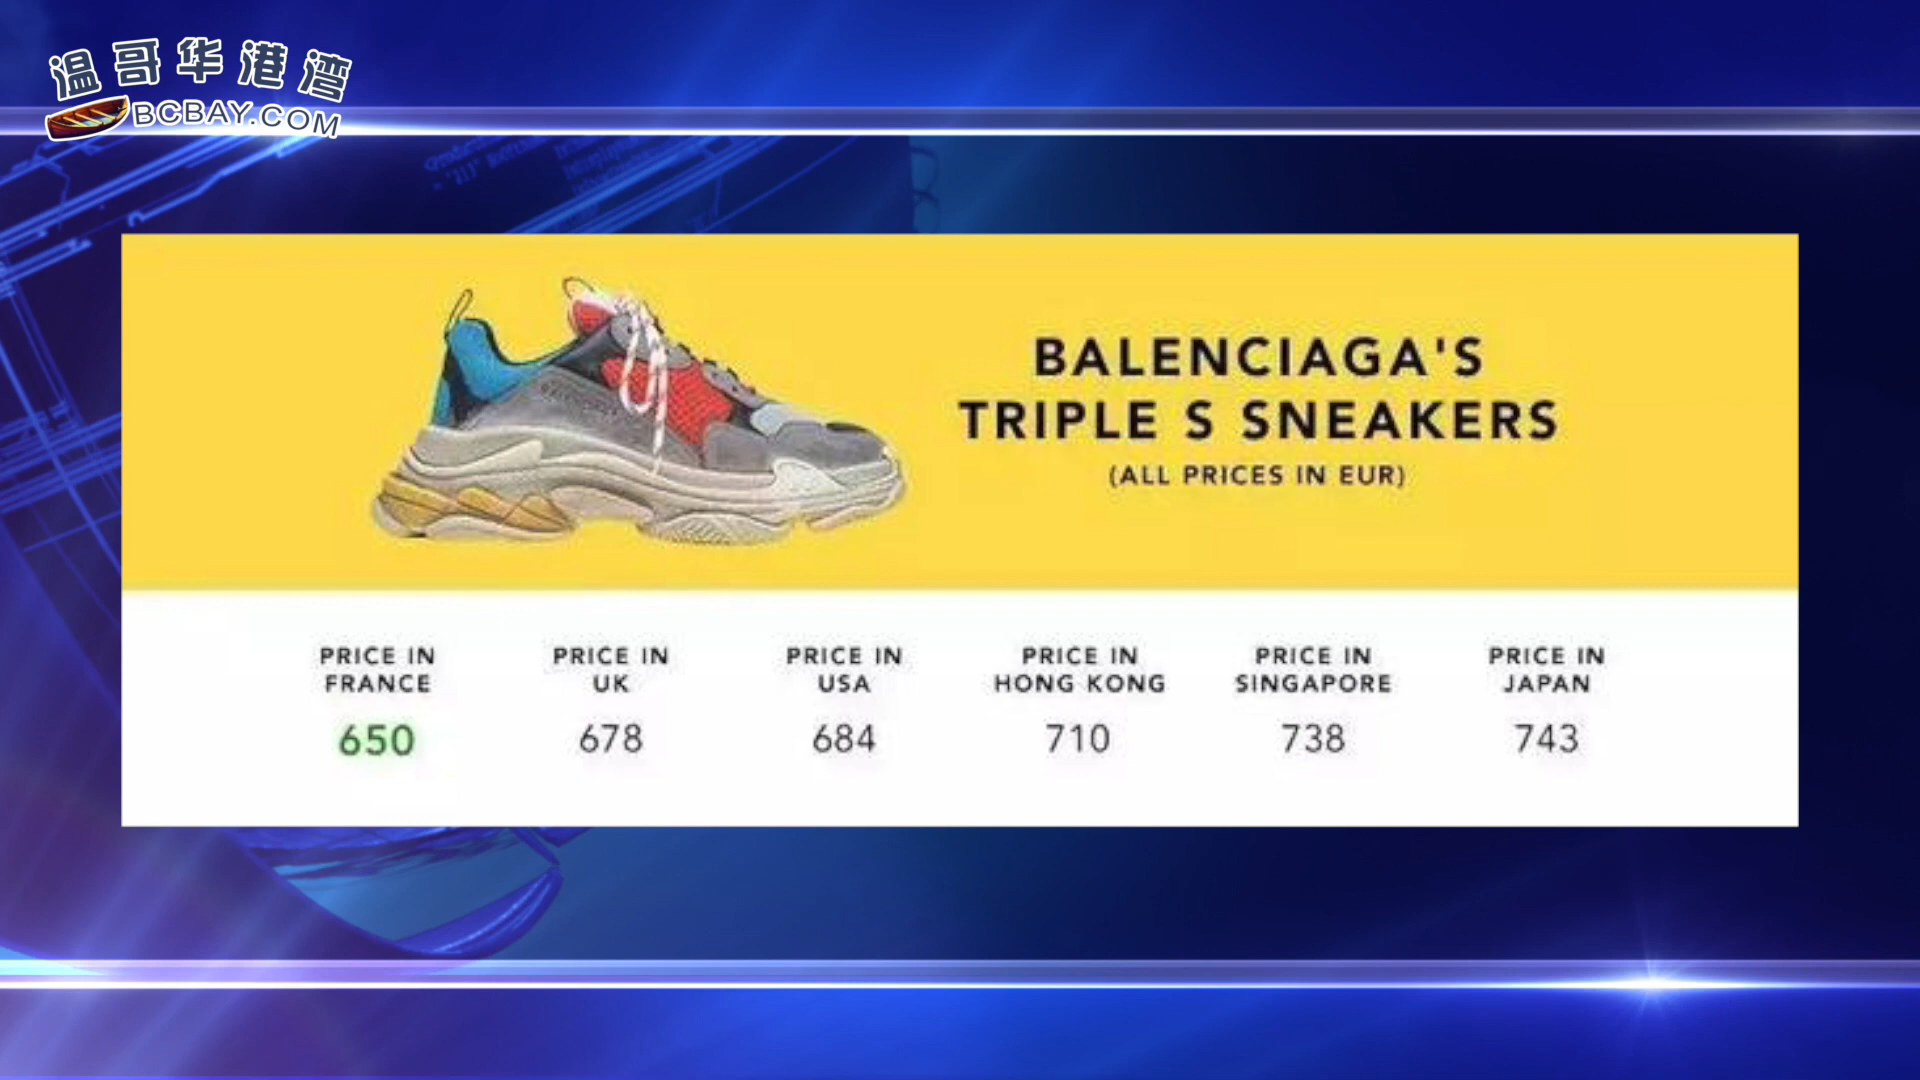 温哥华港湾
BCBAY.COM
BALENCIAGA'S
TRIPLE S SNEAKERS
(ALL PRICES IN EUR)
PRICE IN
FRANCE
650
PRICE IN
UK
678
PRICE IN
USA
684
PRICE IN
HONG KONG
710
PRICE IN
SINGAPORE
738
PRICE IN
JAPAN
743